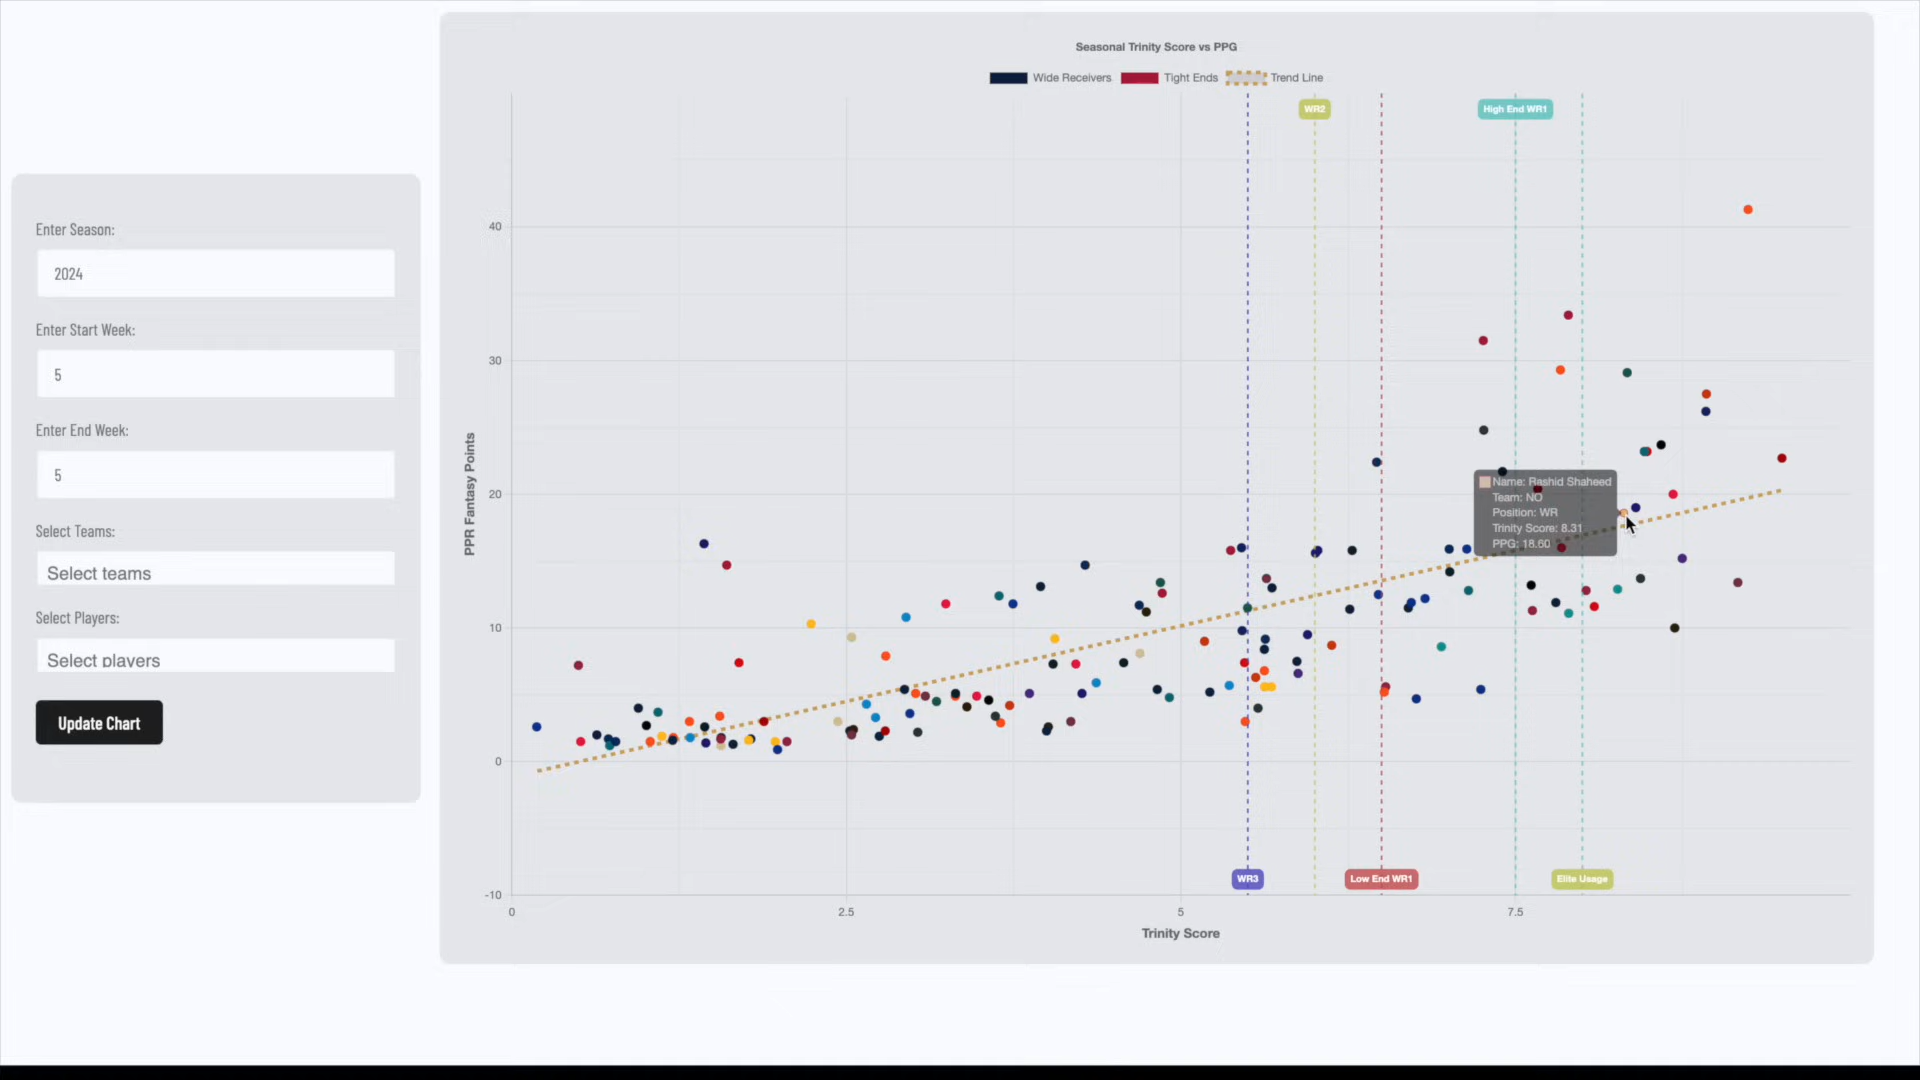 Enter Season:
2024
Enter Start Week:
5
Enter End Week:
5
Select Teams:
Select teams
Select Players:
Select players
Update Chart
Seasonal Trinity Score vs PPG
Wide Receivers
Tight Ends
Trend Line
WR2
High End WR1
40
30
20
10
0
-10
PPR Fantasy Points
Name: Rashid Shaheed
Team: NO
Position: WR
Trinity Score: 8.31
PPG: 18.60
WR3
Low End WR1
Elite Usage
0
2.5
5
7.5
Trinity Score